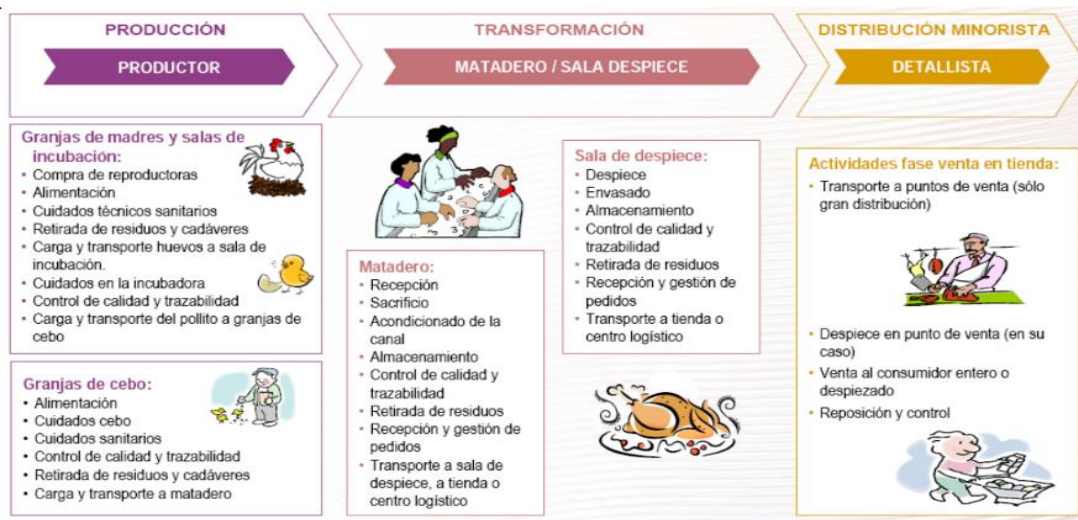 PRODUCCIÓN
PRODUCTOR
TRANSFORMACIÓN
MATADERO / SALA DESPIECE
DISTRIBUCIÓN MINORISTA
DETALLISTA
Granjas de madres y salas de
incubación:
• Compra de reproductoras
• Alimentación
• Cuidados técnicos sanitarios
• Retirada de residuos y cadáveres
• Carga y transporte huevos a sala de
incubación.
• Cuidados en la incubadora
• Control de calidad y trazabilidad
• Carga y transporte del pollito a granjas de
cebo
Granjas de cebo:
• Alimentación
• Cuidados cebo
• Cuidados sanitarios
• Control de calidad y trazabilidad
• Retirada de residuos y cadáveres
• Carga y transporte a matadero
Matadero:
• Recepción
• Sacrificio
• Acondicionado de la
canal
• Almacenamiento
• Control de calidad y
trazabilidad
• Retirada de residuos
• Recepción y gestión de
pedidos
• Transporte a sala de
despiece, a tienda o
centro logístico
Sala de despiece:
• Despiece
• Envasado
• Almacenamiento
• Control de calidad y
trazabilidad
• Retirada de residuos
• Recepción y gestión de
pedidos
• Transporte a tienda o
centro logístico
Actividades fase venta en tienda:
• Transporte a puntos de venta (sólo
gran distribución)
• Despiece en punto de venta (en su
caso)
• Venta al consumidor entero o
despiezado
• Reposición y control